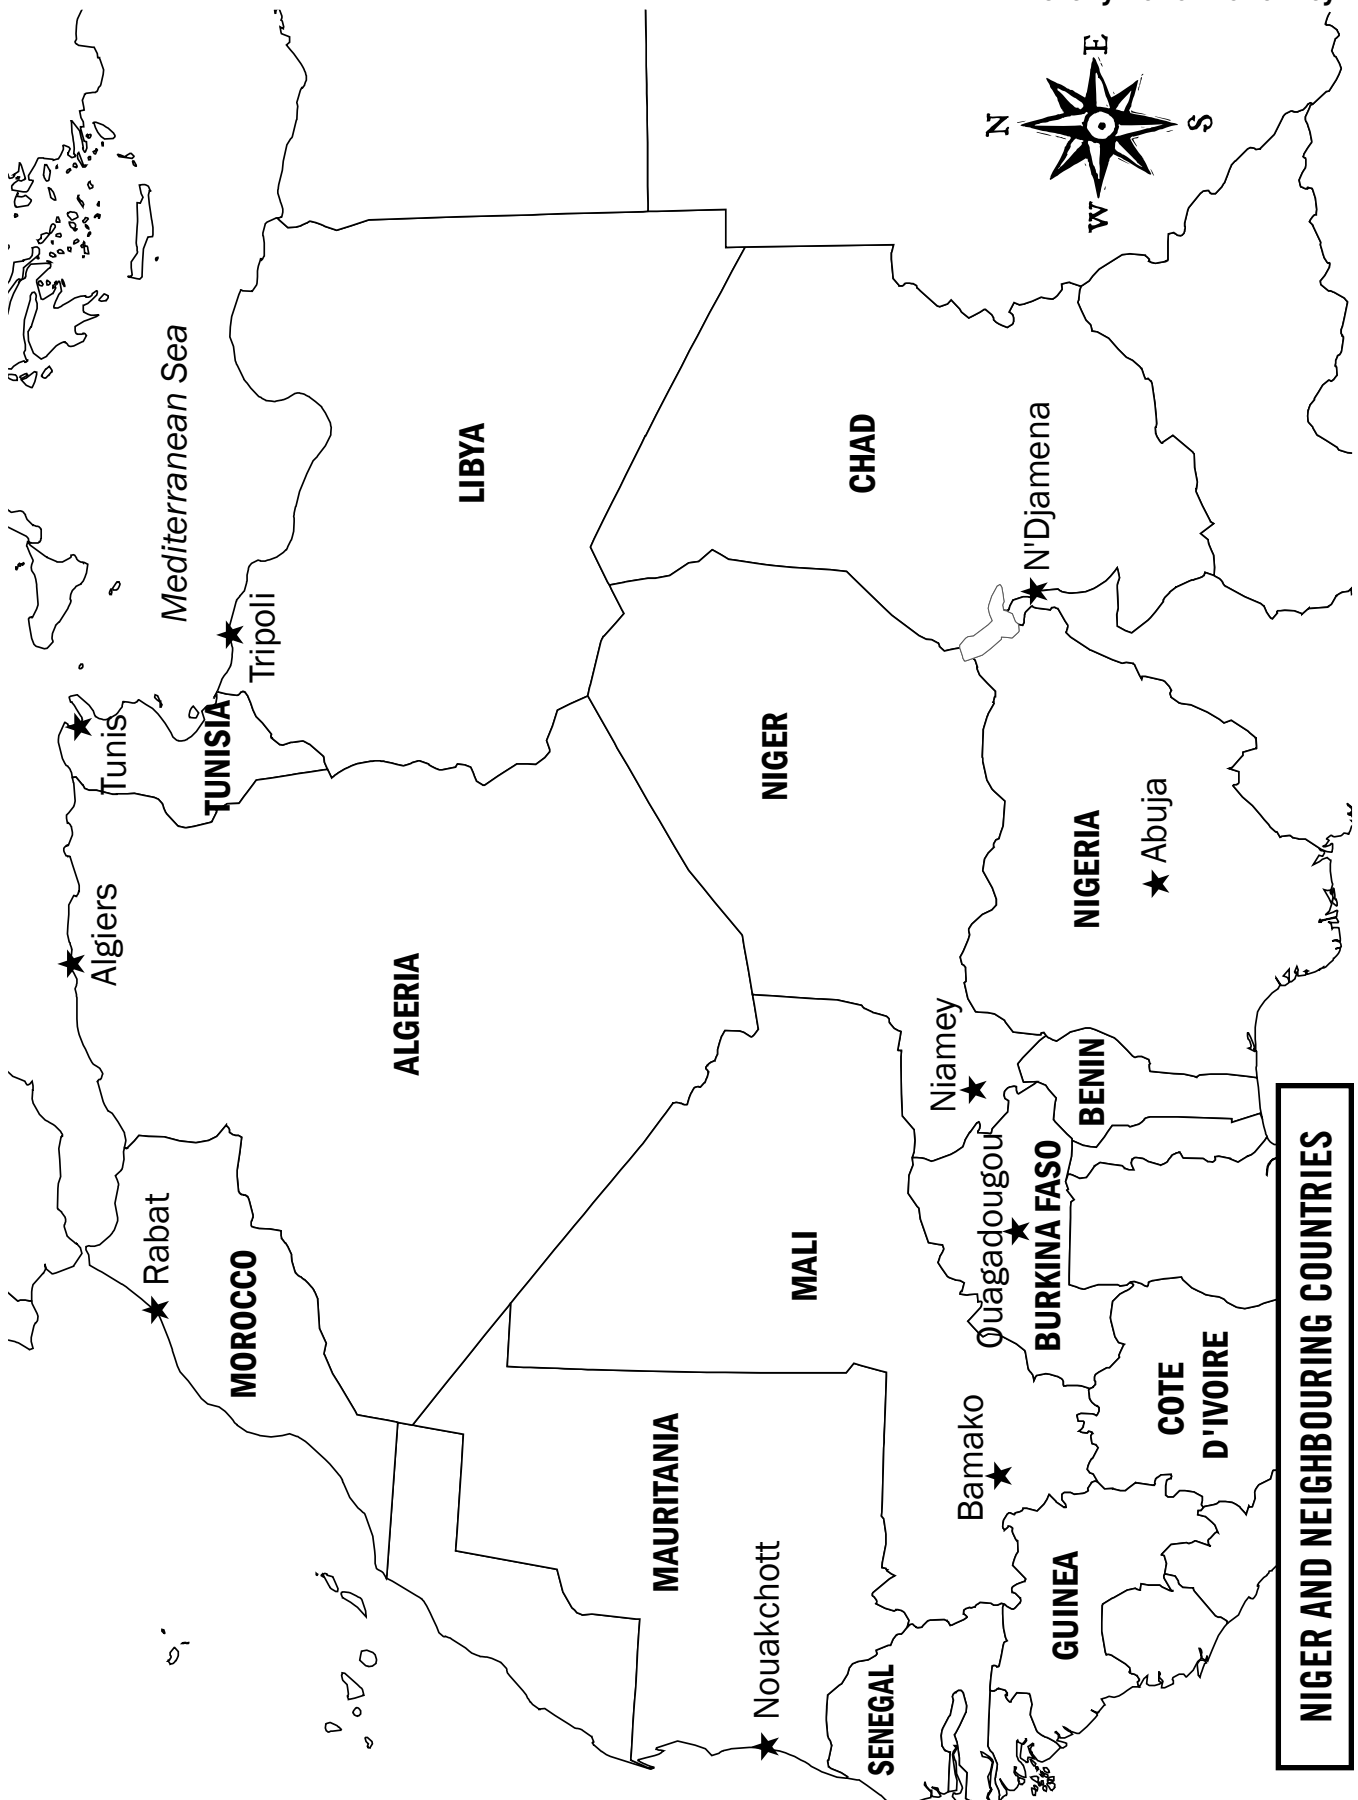 Mediterranean Sea
Tunis
TUNISIA
Algiers
Tripoli
Rabat
MOROCCO
ALGERIA
LIBYA
MAURITANIA
Nouakchott
MALI
NIGER
CHAD
N'Djamena
SENEGAL
Bamako
Ouagadougou
BURKINA FASO
Niamey
NIGERIA
Abuja
BENIN
GUINEA
COTE
D'IVOIRE
N
W
E
S
NIGER AND NEIGHBOURING COUNTRIES